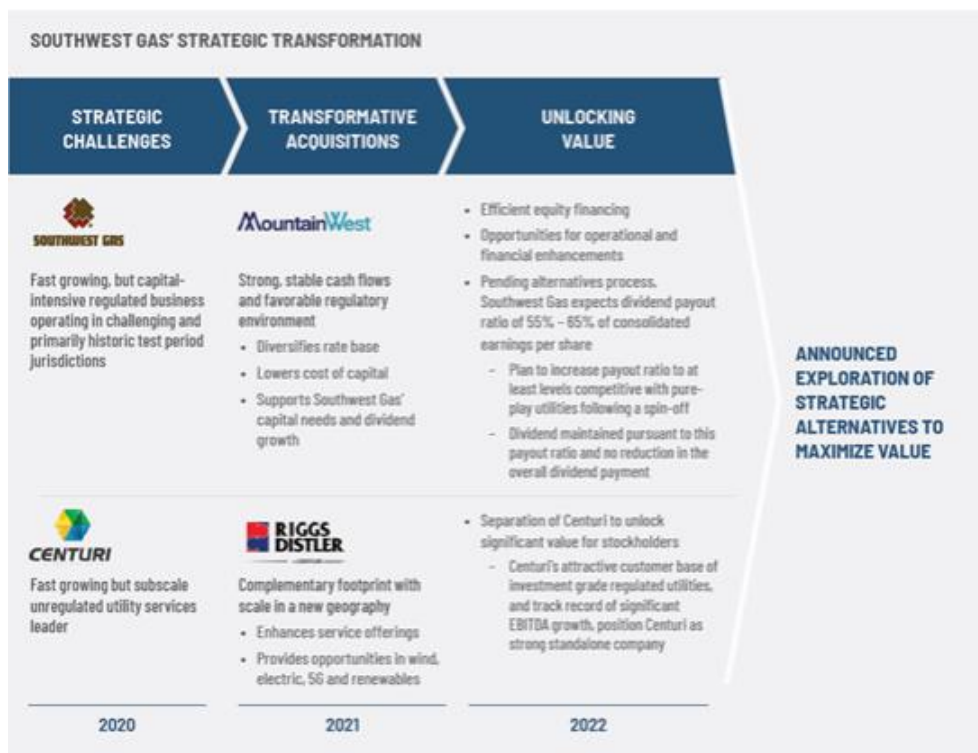 SOUTHWEST GAS' STRATEGIC TRANSFORMATION
STRATEGIC
CHALLENGES
TRANSFORMATIVE
ACQUISITIONS
UNLOCKING
VALUE
SOUTHWEST GAS
Fast growing, but capital-
intensive regulated business
operating in challenging and
primarily historic test period
jurisdictions
MountainWest
Strong, stable cash flows
and favorable regulatory
environment
• Diversifies rate base
• Lowers cost of capital
• Supports Southwest Gas'
capital needs and dividend
growth
• Efficient equity financing
• Opportunities for operational and
financial enhancements
• Pending alternatives process,
Southwest Gas expects dividend payout
ratio of 55% – 65% of consolidated
earnings per share
– Plan to increase payout ratio to at
least levels competitive with pure-
play utilities following a spin-off
– Dividend maintained pursuant to this
payout ratio and no reduction in the
overall dividend payment
CENTURI
Fast growing but subscale
unregulated utility services
leader
RIGGS
DISTLER
Complementary footprint with
scale in a new geography
• Enhances service offerings
• Provides opportunities in wind,
electric, 5G and renewables
• Separation of Centuri to unlock
significant value for stockholders
– Centuri's attractive customer base of
investment grade regulated utilities,
and track record of significant
EBITDA growth, position Centuri as
strong standalone company
ANNOUNCED
EXPLORATION OF
STRATEGIC
ALTERNATIVES TO
MAXIMIZE VALUE
2020
2021
2022